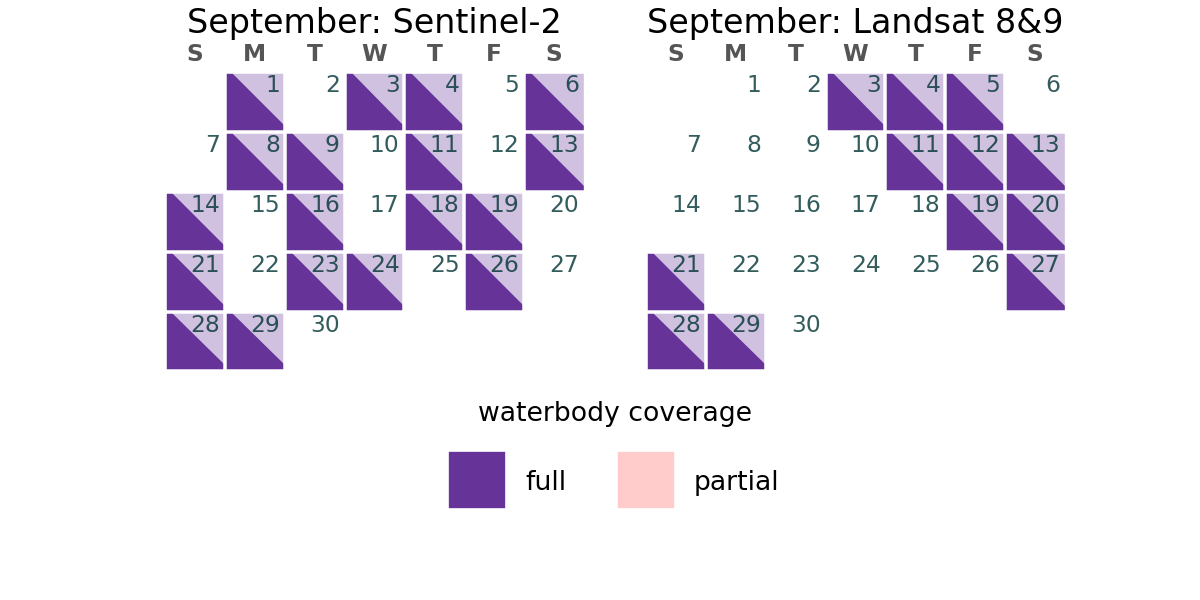 September: Sentinel-2
S M T W T F S
1 2 3 4 5 6
7 8 9 10 11 12 13
14 15 16 17 18 19 20
21 22 23 24 25 26 27
28 29 30
September: Landsat 8&9
S M T W T F S
1 2 3 4 5 6
7 8 9 10 11 12 13
14 15 16 17 18 19 20
21 22 23 24 25 26 27
28 29 30
waterbody coverage
full partial